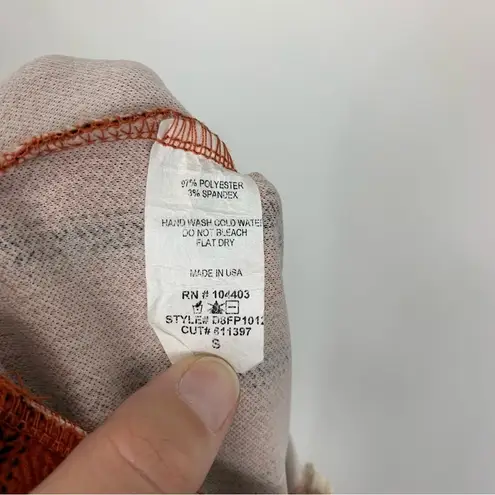 97% POLYESTER
3% SPANDEX
HAND WASH COLD WATER
DO NOT BLEACH
FLAT DRY
MADE IN USA
RN # 104403
STYLE# D8FP1012
CUT# 611397
S